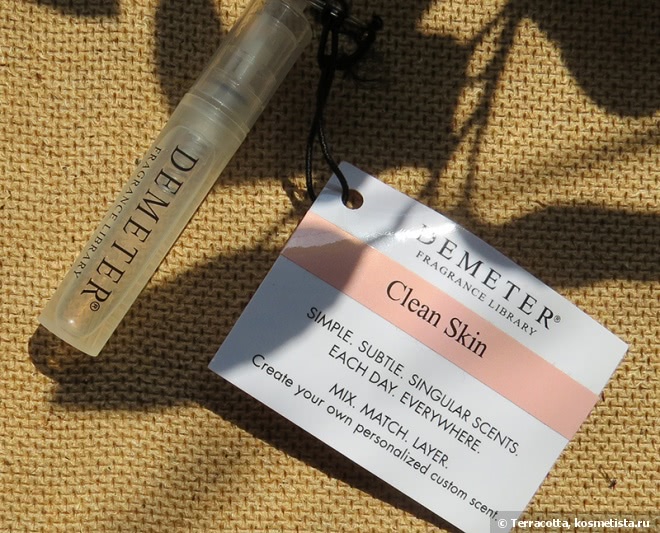 DEMETER®
FRAGRANCE LIBRARY
DEMETER®
FRAGRANCE LIBRARY
Clean Skin
SIMPLE. SUBTLE. SINGULAR SCENTS.
EACH DAY. EVERYWHERE.
MIX. MATCH. LAYER.
Create your own personalized custom scent.
© Terracotta, kosmetista.ru